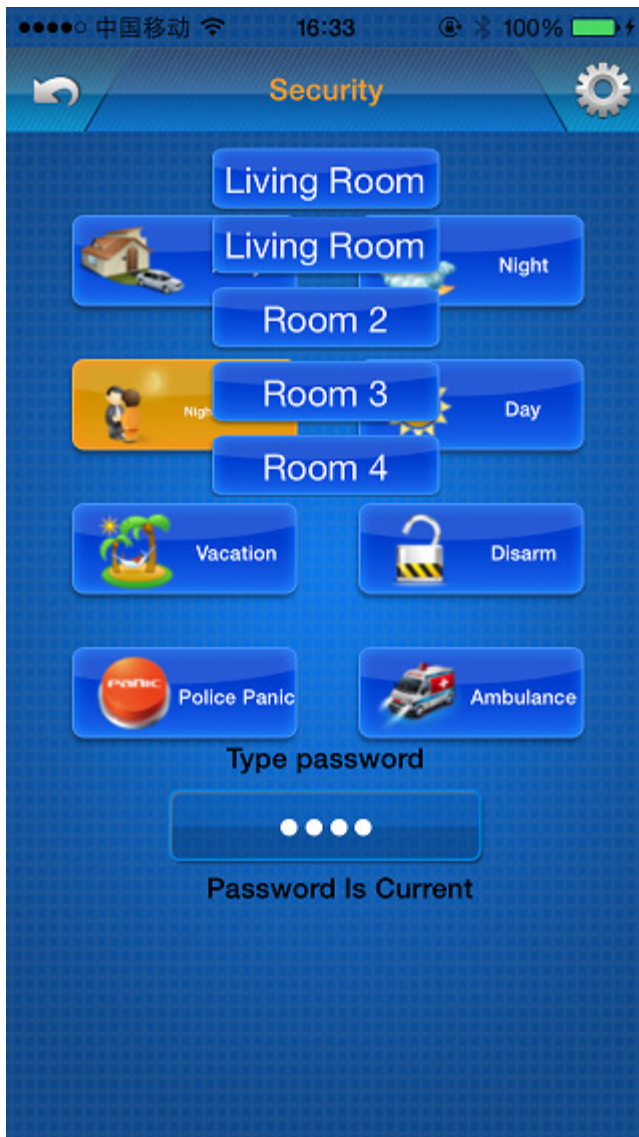 中国移动 16:33 100%
Security
Living Room
Living Room
Night
Room 2
Room 3
Day
Room 4
Vacation Disarm
PANIC
Police Panic Ambulance
Type password
Password Is Current